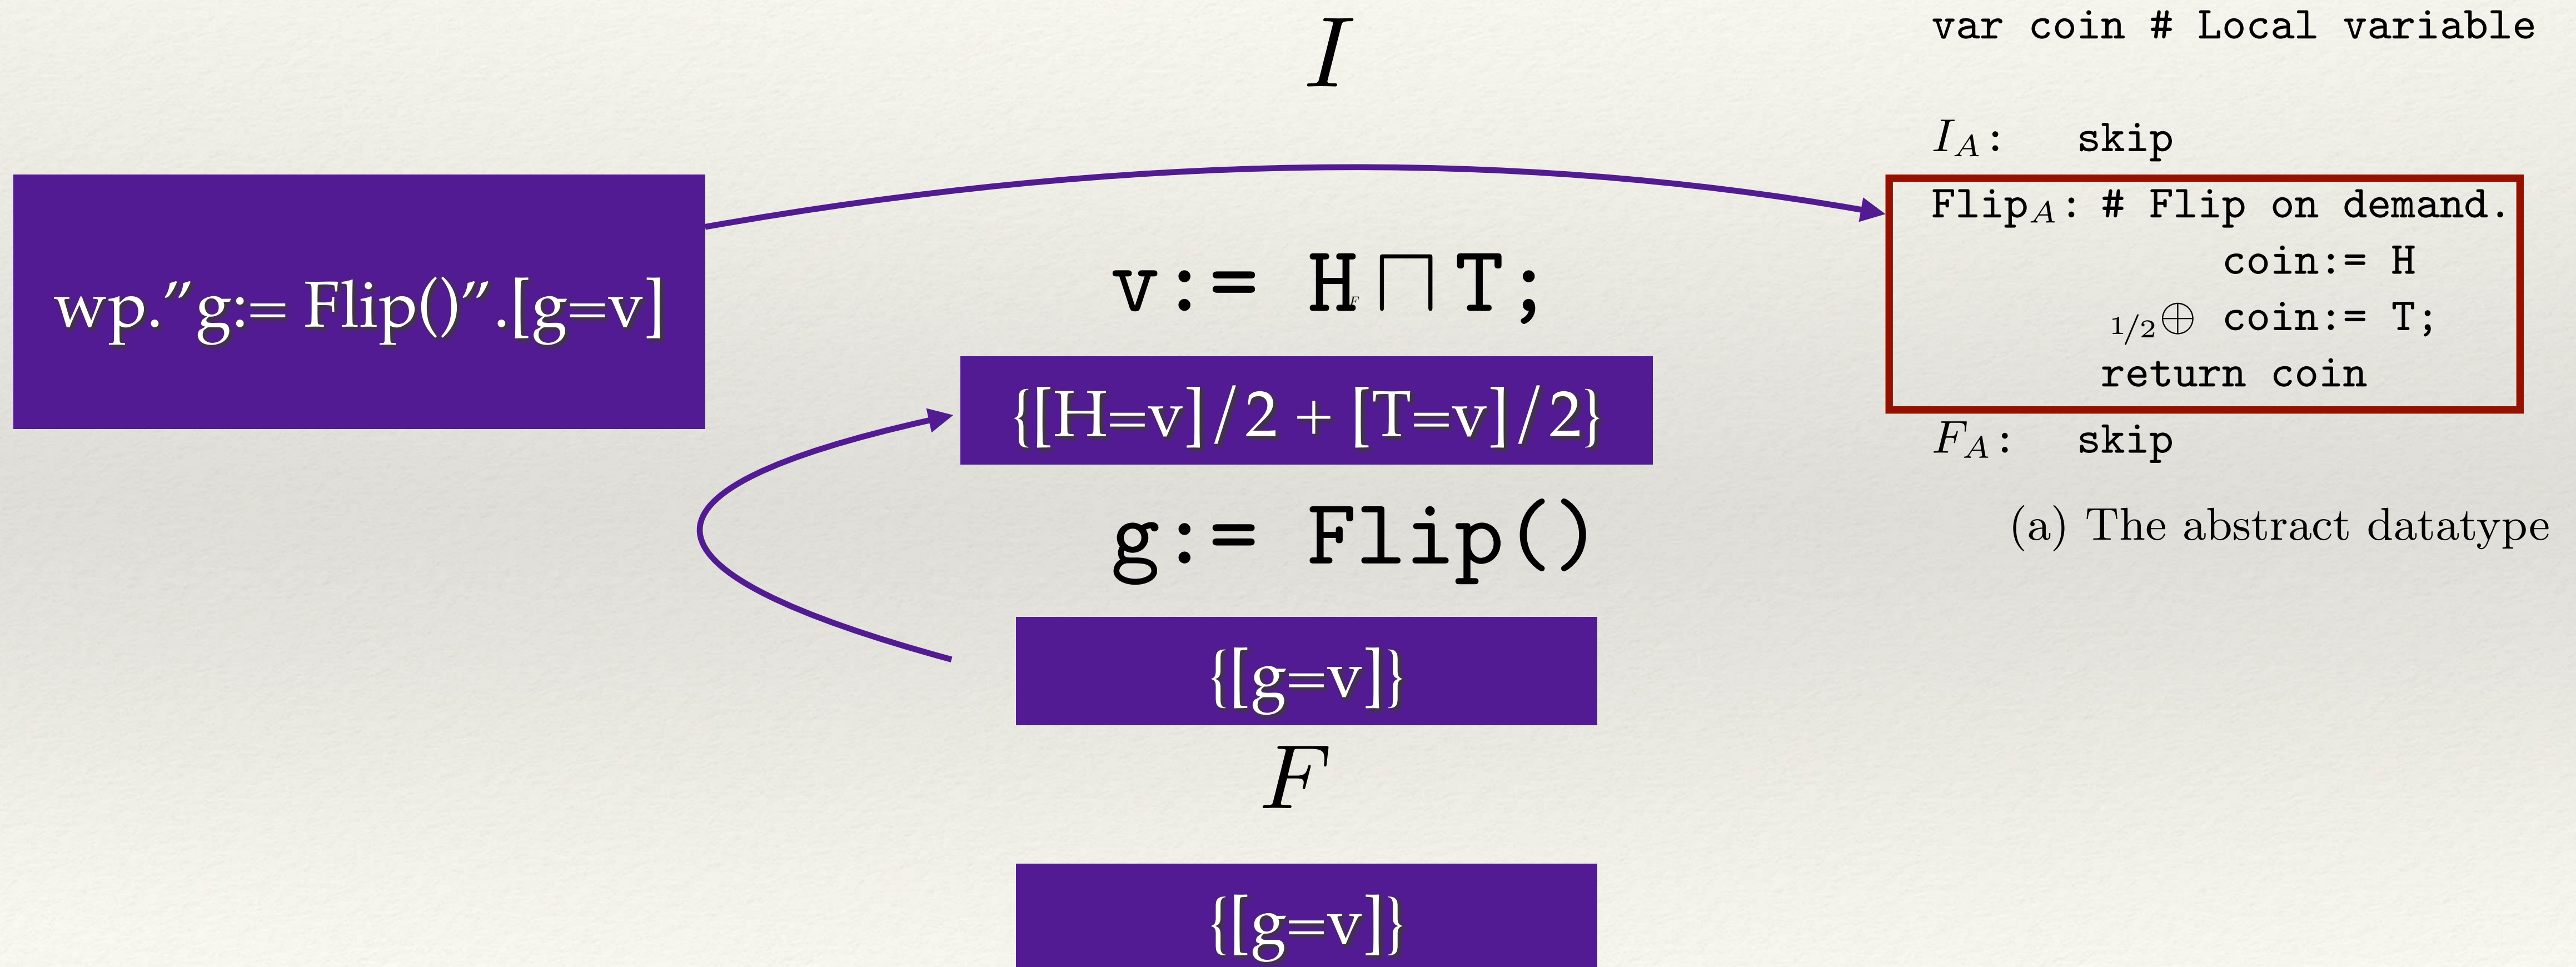 I
wp.”g:= Flip()”.[g=v]
v:= H ⊓ T;
F
{[H=v]/2 + [T=v]/2}
g:= Flip()
{[g=v]}
F
{[g=v]}
var coin # Local variable
I_A: skip
Flip_A: # Flip on demand.
coin:= H
1/2⊕ coin:= T;
return coin
F_A: skip
(a) The abstract datatype